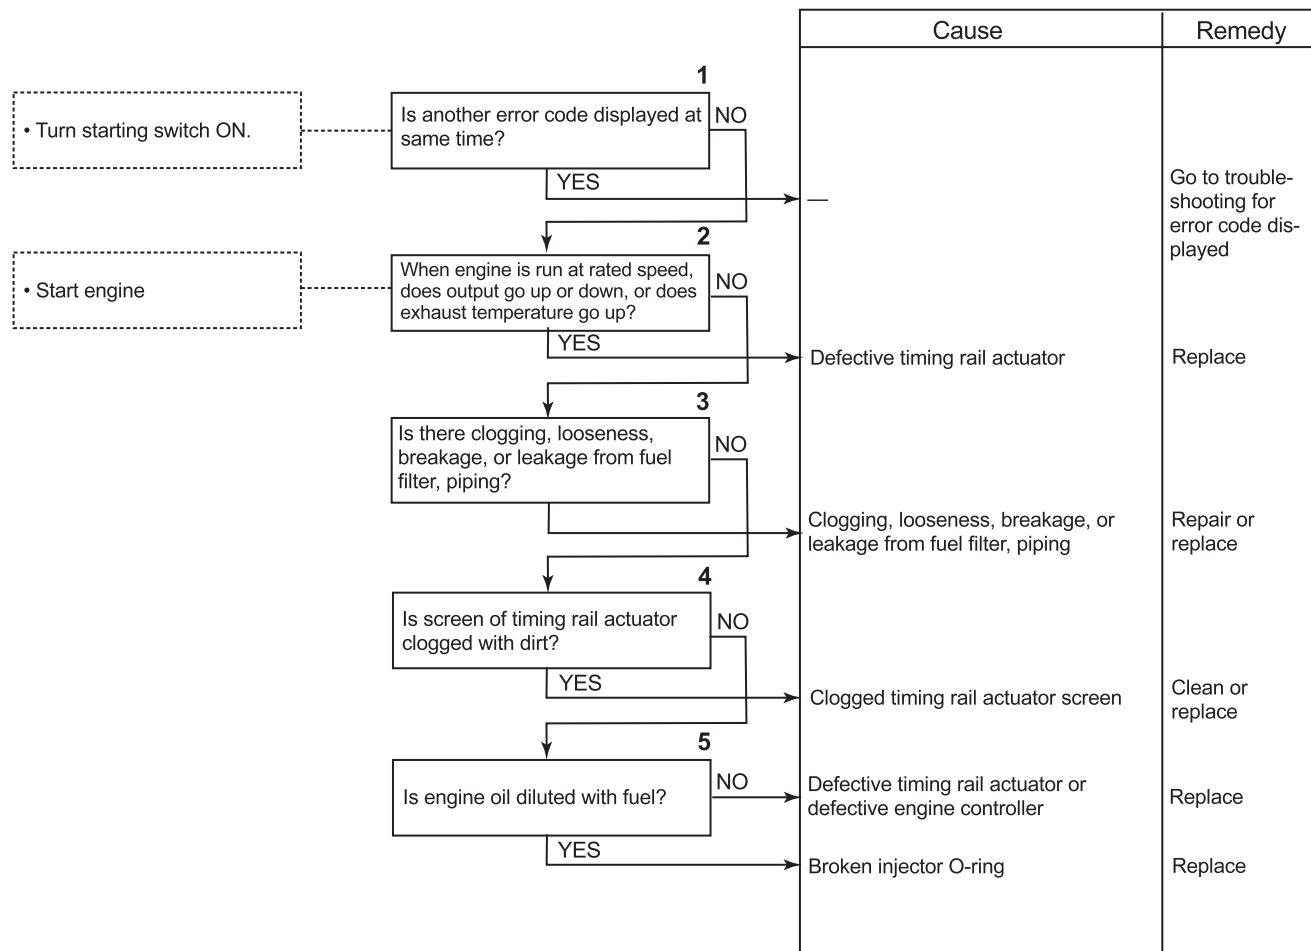 Cause
Remedy
1
• Turn starting switch ON.
Is another error code displayed at
same time?
NO
YES
—
Go to trouble-
shooting for
error code dis-
played
2
• Start engine
When engine is run at rated speed,
does output go up or down, or does
exhaust temperature go up?
NO
YES
Defective timing rail actuator
Replace
3
Is there clogging, looseness,
breakage, or leakage from fuel
filter, piping?
NO
Clogging, looseness, breakage, or
leakage from fuel filter, piping
Repair or
replace
4
Is screen of timing rail actuator
clogged with dirt?
NO
YES
Clogged timing rail actuator screen
Clean or
replace
5
Is engine oil diluted with fuel?
NO
Defective timing rail actuator or
defective engine controller
Replace
YES
Broken injector O-ring
Replace